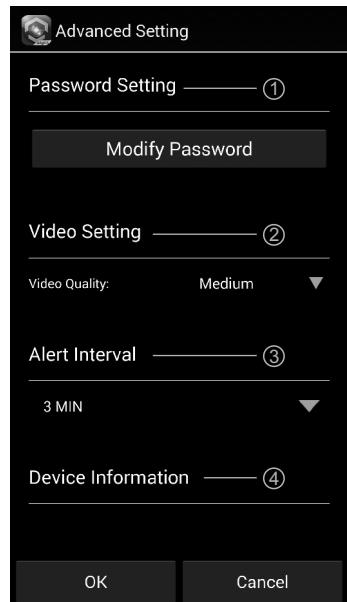 Advanced Setting
Password Setting ①
Modify Password
Video Setting ②
Video Quality: Medium
Alert Interval ③
3 MIN
Device Information ④
OK Cancel